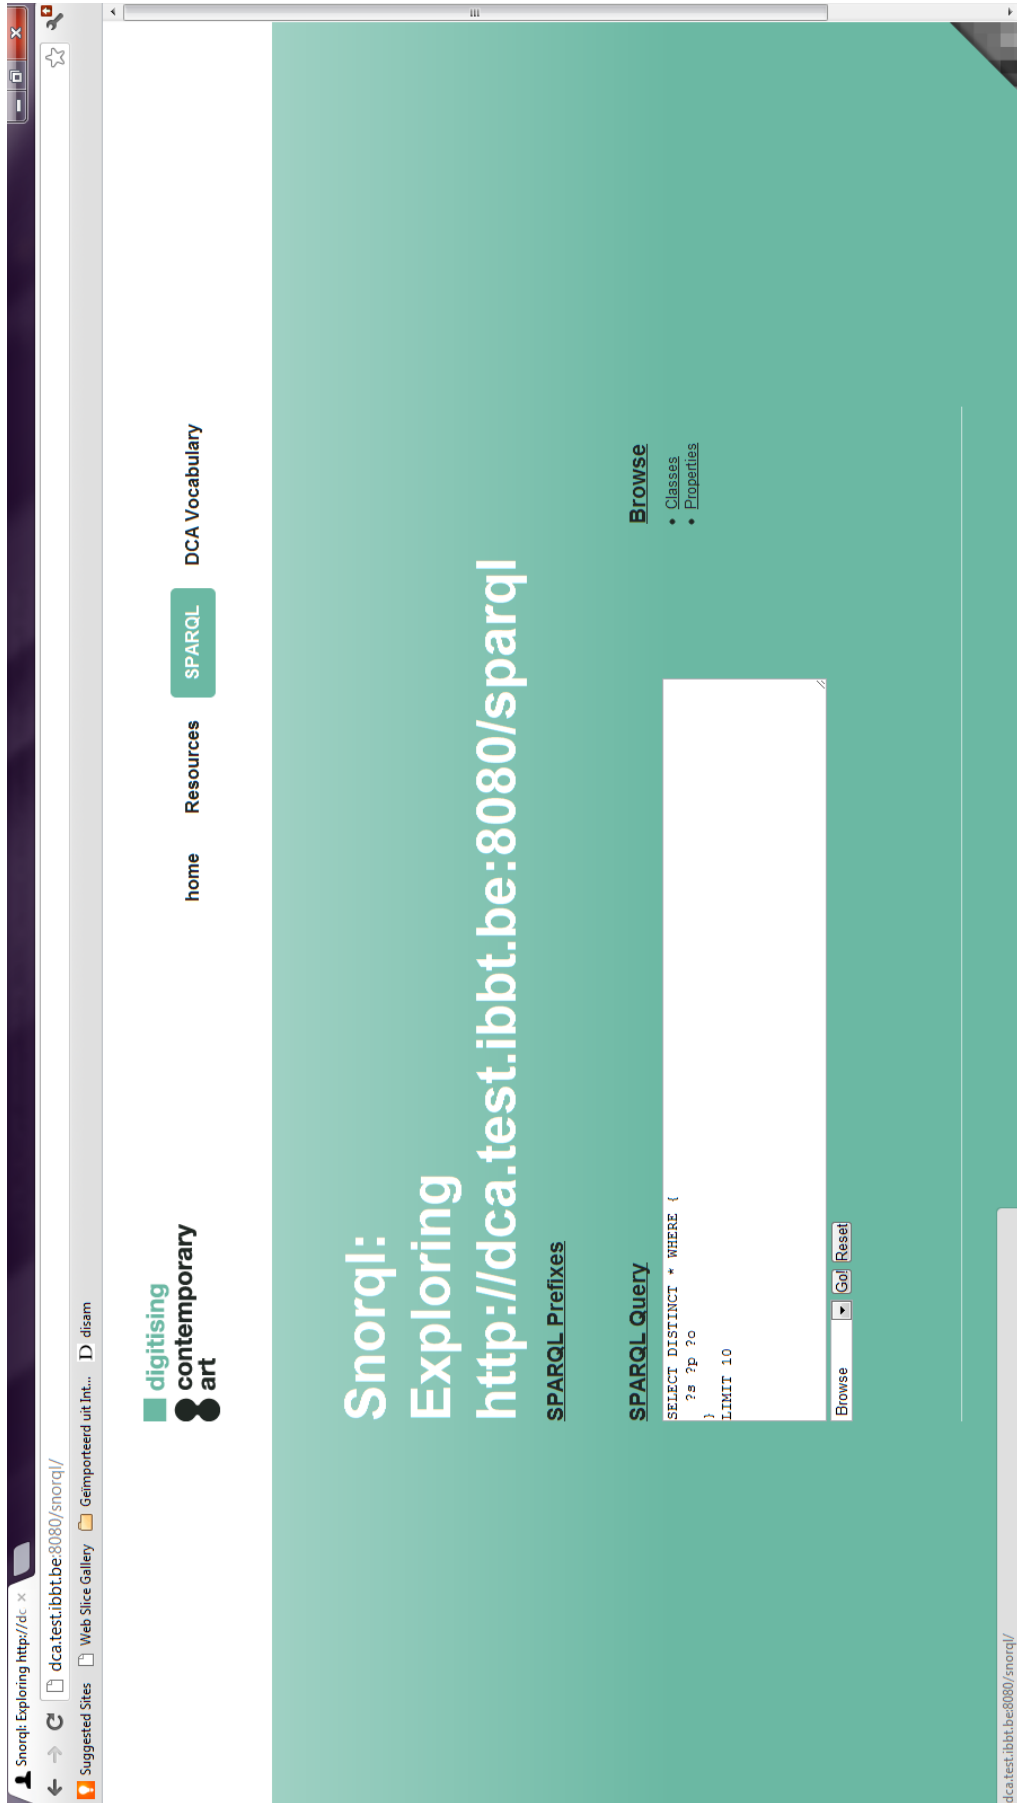 Snorql: Exploring http://dc
dca.test.ibbt.be:8080/snorql/
Suggested Sites Web Slice Gallery Geïmporteerd uit Int... D disam
digitising
contemporary
art
home Resources SPARQL DCA Vocabulary
Snorql:
Exploring
http://dca.test.ibbt.be:8080/sparql
SPARQL Prefixes
SPARQL Query
SELECT DISTINCT * WHERE {
?s ?p ?o
}
LIMIT 10
Browse Go! Reset
Browse
• Classes
• Properties
dca.test.ibbt.be:8080/snorql/